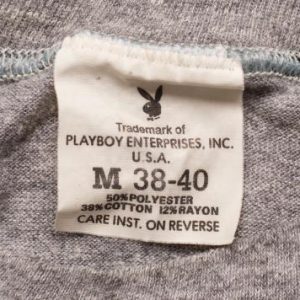 Trademark of
PLAYBOY ENTERPRISES, INC.
U.S.A.
M 38-40
50% POLYESTER
38% COTTON 12% RAYON
CARE INST. ON REVERSE